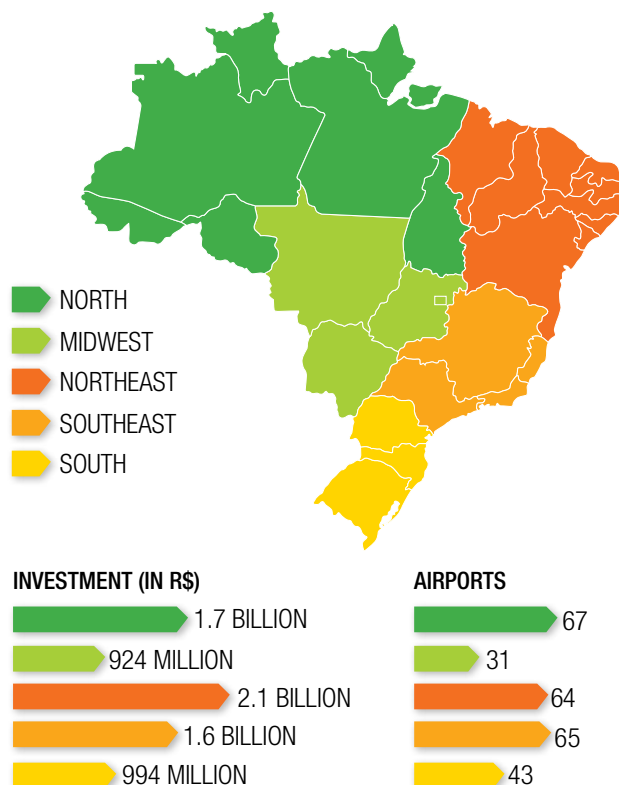 NORTH
MIDWEST
NORTHEAST
SOUTHEAST
SOUTH
INVESTMENT (IN R$)
1.7 BILLION
924 MILLION
2.1 BILLION
1.6 BILLION
994 MILLION
AIRPORTS
67
31
64
65
43